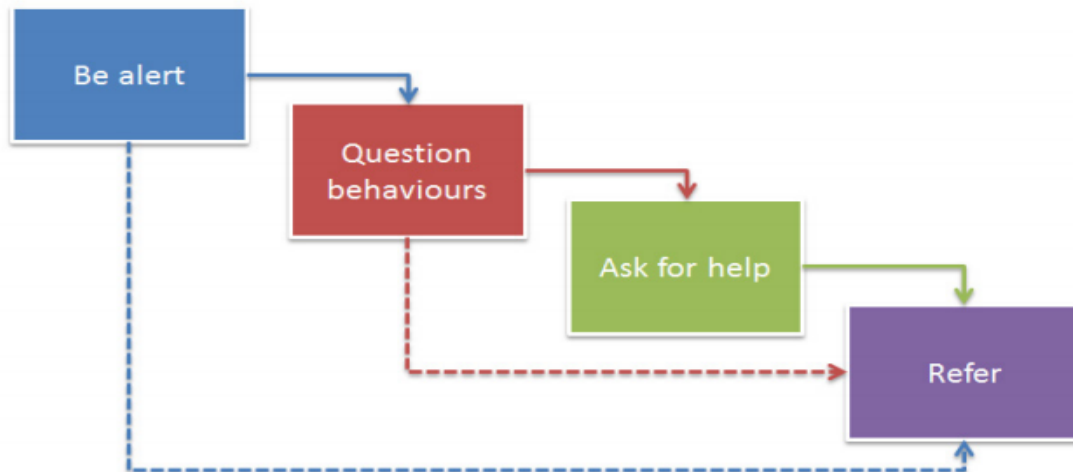 Be alert
Question
behaviours
Ask for help
Refer